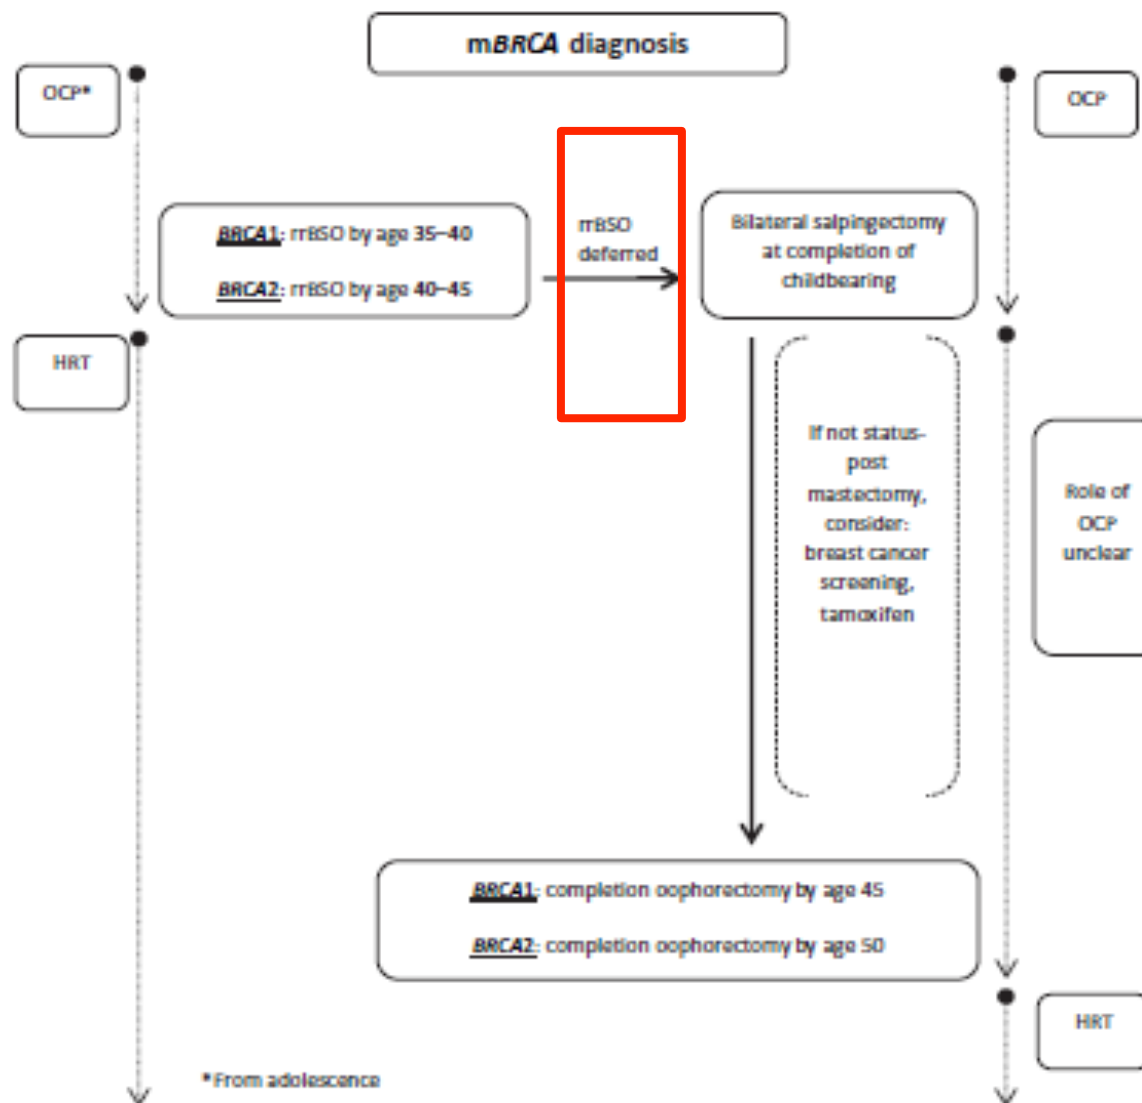 mBRCA diagnosis
OCP*
OCP
BRCA1: rrBSO by age 35–40
BRCA2: rrBSO by age 40–45
rrBSO
deferred
Bilateral salpingectomy
at completion of
childbearing
HRT
If not status-
post
mastectomy,
consider:
breast cancer
screening,
tamoxifen
Role of
OCP
unclear
BRCA1: completion oophorectomy by age 45
BRCA2: completion oophorectomy by age 50
HRT
*From adolescence